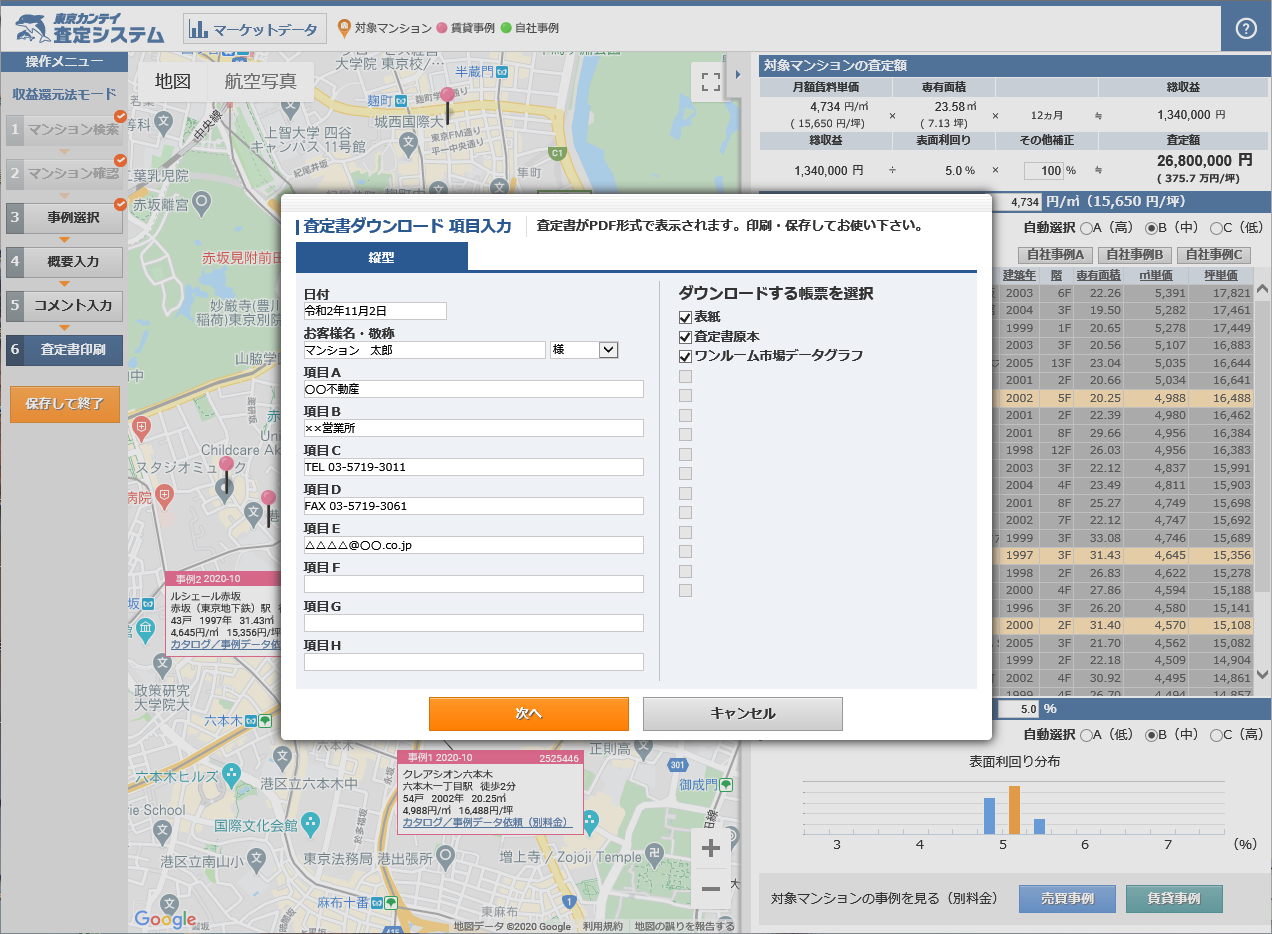 東京カンテイ
査定システム
マーケットデータ
対象マンション 賃貸事例 自社事例
?
操作メニュー
収益還元法モード
1 マンション検索
2 マンション確認
3 事例選択
4 概要入力
5 コメント入力
6 査定書印刷
保存して終了
地図 航空写真
大学院 東京校/…
半蔵門
麹町
城西国際大
東京FM通り
平一中央通り
上智大学 四谷
キャンパス 11号館
中央線
紀尾井
隼町
C1
二葉乳児院
赤坂離宮
赤坂見附前田
妙厳寺(豊川
稲荷)東京別院
山脇学
Childcare Ak
スタジオミュージック
病院
事例2 2020-10
ルシェール赤坂
赤坂(東京地下鉄)駅
43戸 1997年 31.43㎡
4,645円/㎡ 15,356円/坪
カタログ/事例データ依
政策研究
大学院大
六本木
六本木ヒルズ
港区立六本木中
rie School
国際文化会館
港区立南山小
東京法務局 港出張所
麻布十番
東麻布
増上寺 / Zojoji Temple
正則高
301
御成門
日比谷線
1
415
Google
地図データ ©2020 Google 利用規約 地図の誤りを報告する
事例1 2020-10 2525446
クレアシオン六本木
六本木一丁目駅 徒歩2分
54戸 2002年 20.25㎡
4,988円/㎡ 16,488円/坪
カタログ/事例データ依頼(別料金)
査定書ダウンロード 項目入力 査定書がPDF形式で表示されます。印刷・保存してお使い下さい。
縦型
日付
令和2年11月2日
お客様名・敬称
マンション 太郎 様
項目A
〇〇不動産
項目B
××営業所
項目C
TEL 03-5719-3011
項目D
FAX 03-5719-3061
項目E
△△△△@〇〇.co.jp
項目F
項目G
項目H
ダウンロードする帳票を選択
表紙
査定書原本
ワンルーム市場データグラフ
次へ キャンセル
対象マンションの査定額
月額賃料単価 専有面積 総収益
4,734 円/㎡ × 23.58㎡ × 12ヵ月 ≒ 1,340,000 円
( 15,650 円/坪) ( 7.13 坪)
総収益 表面利回り その他補正 査定額
1,340,000 円 ÷ 5.0 % × 100 % ≒ 26,800,000 円
( 375.7 万円/坪)
4,734 円/㎡(15,650 円/坪)
自動選択 A(高) B(中) C(低)
自社事例A 自社事例B 自社事例C
建築年 階 専有面積 ㎡単価 坪単価
2003 6F 22.26 5,391 17,821
2004 3F 19.50 5,282 17,461
1999 1F 20.65 5,278 17,449
2003 3F 20.56 5,107 16,883
2005 13F 23.04 5,035 16,644
2001 2F 20.66 5,034 16,641
2002 5F 20.25 4,988 16,488
2001 2F 22.39 4,980 16,462
2001 8F 29.66 4,956 16,384
1998 12F 26.03 4,956 16,383
2003 3F 22.12 4,837 15,991
2004 4F 23.49 4,811 15,903
2001 8F 25.27 4,749 15,698
2002 7F 22.12 4,747 15,692
1999 3F 33.08 4,746 15,689
1997 3F 31.43 4,645 15,356
1998 2F 26.83 4,622 15,278
2000 4F 27.86 4,594 15,188
1996 3F 26.20 4,580 15,141
2000 2F 31.40 4,570 15,108
2005 3F 21.70 4,562 15,082
1999 2F 22.18 4,509 14,904
2002 4F 30.92 4,495 14,861
1999 4F 26.70 4,494 14,857
5.0 %
自動選択 A(低) B(中) C(高)
表面利回り分布
3 4 5 6 7 (%)
対象マンションの事例を見る(別料金) 売買事例 賃貸事例